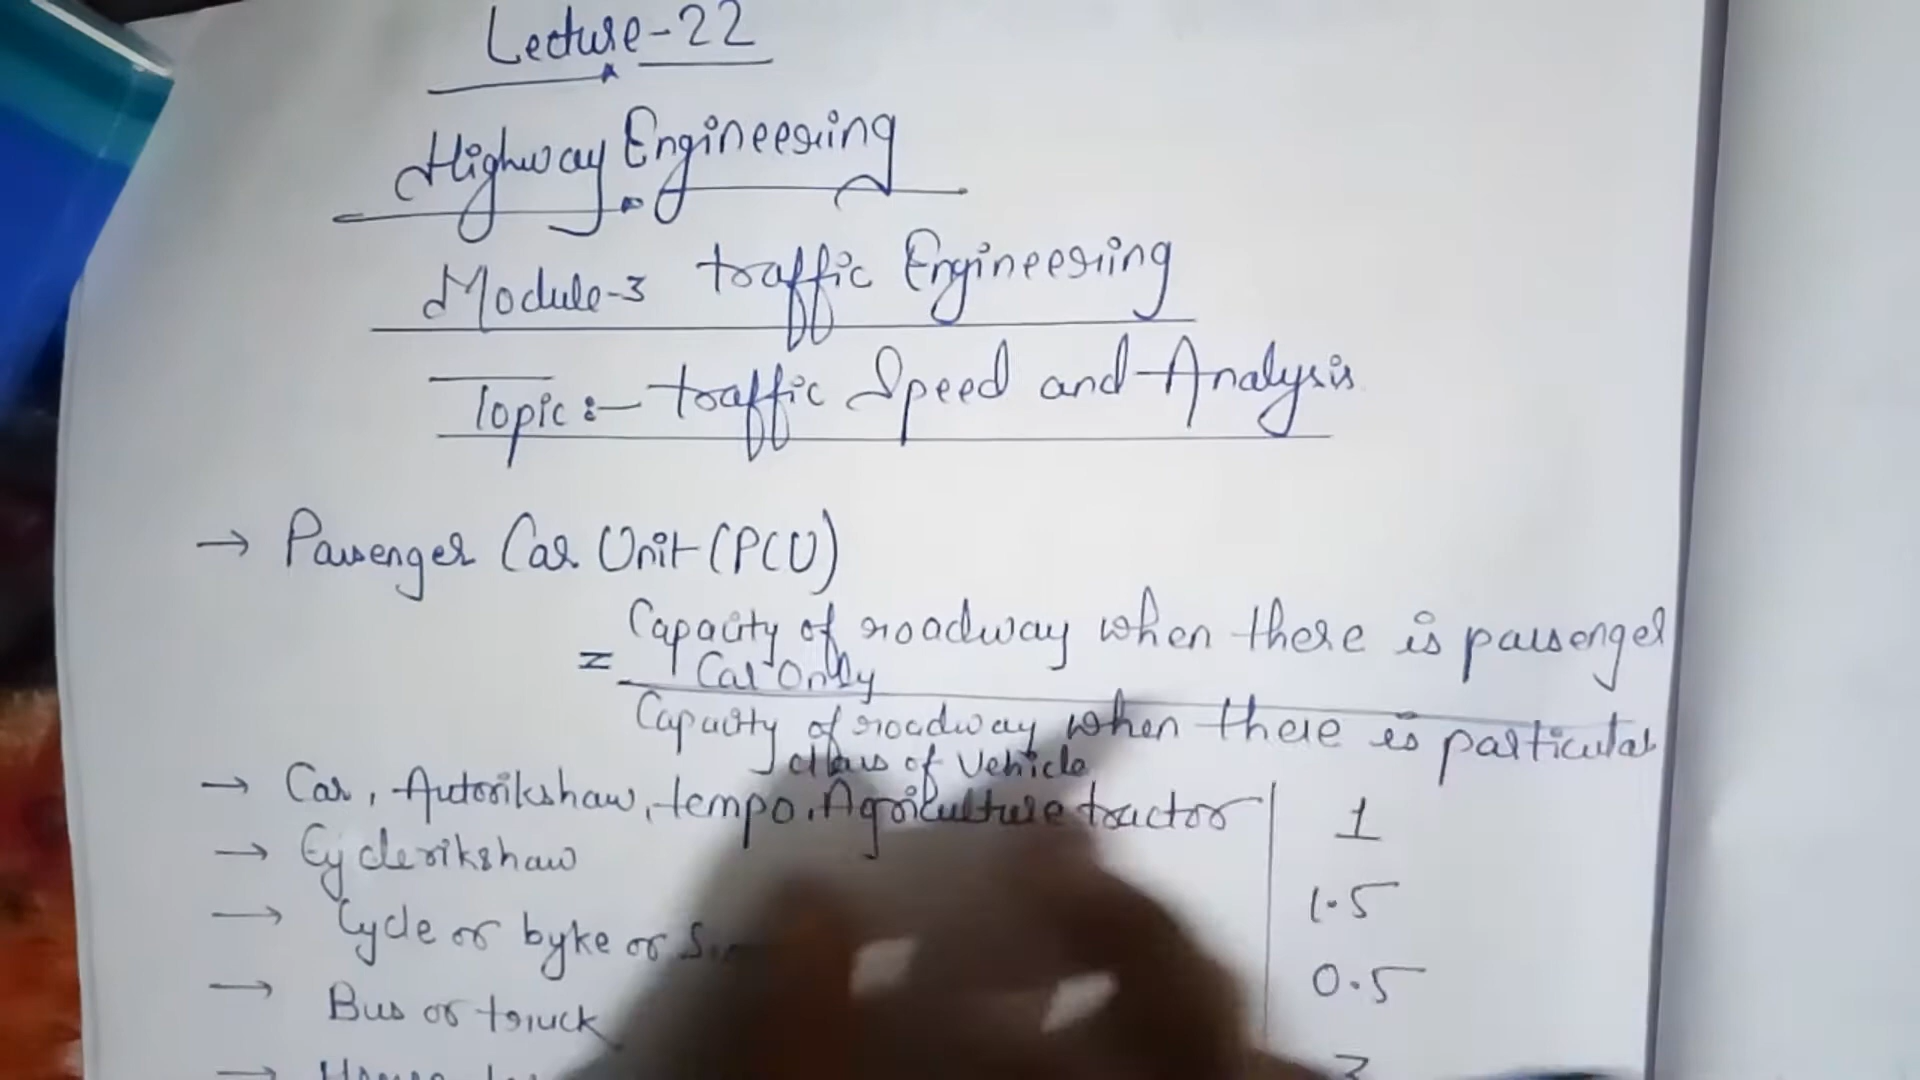 Lecture-22
Highway Engineering
Module-3 traffic Engineering
Topic:- traffic Speed and Analysis
→ Passenger Car Unit (PCU)
= Capacity of roadway when there is passenger
Car Only
Capacity of roadway when there is particular
class of Vehicle
→ Car, Autorikshaw, tempo, Agriculture tractor | 1
→ Cyclerikshaw 1.5
→ Cycle or byke or 0.5
→ Bus or truck 3